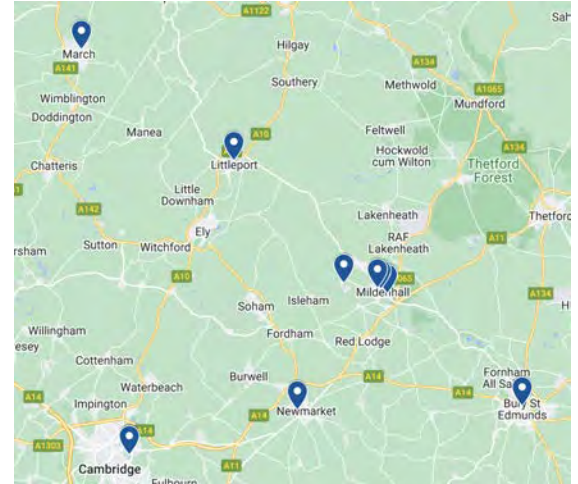 A1122
Hilgay
March
A141
A134
A1065
Southery
Methwold
Mundford
Wimblington
Doddington
Manea
A10
Feltwell
A134
Littleport
Hockwold
cum Wilton
Chatteris
Thetford
Forest
Little
Downham
A142
Lakenheath
Thetford
Ely
RAF
Lakenheath
A11
Sutton
Witchford
A10
Mildenhall
A134
Isleham
Soham
Willingham
Fordham
Red Lodge
Cottenham
Fornham
Burwell
A14
A14
Waterbeach
A14
Impington
A14
Newmarket
Bury St
Edmunds
A14
A1303
A11
Cambridge
Fulbourn